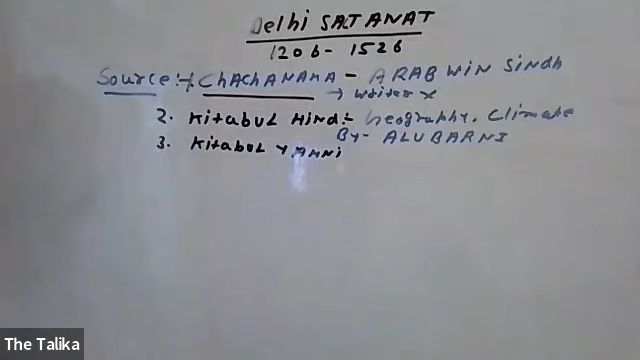 Delhi SALTANAT
1206- 1526
Source:- 1. CHACHANAMA - ARAB WIN Sindh
→ writer x
2. Kitabul Hind:- Geography, Climate
By- ALUBARNI
3. Kitabul YAMNi
The Talika